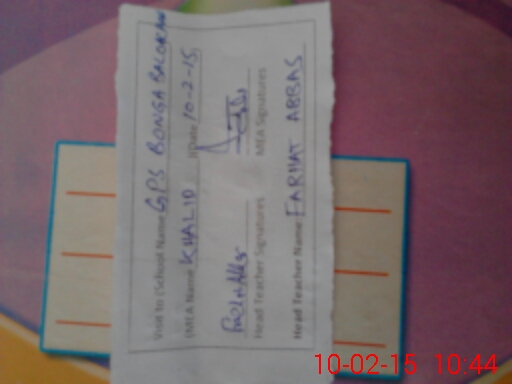 Visit to (School Name) GPS BONGA BALOKAN
(MEA Name) KHALID (Date) 10-2-15
Head Teacher Signatures MEA Signatures
Head Teacher Name FARHAT ABBAS
10-02-15 10:44